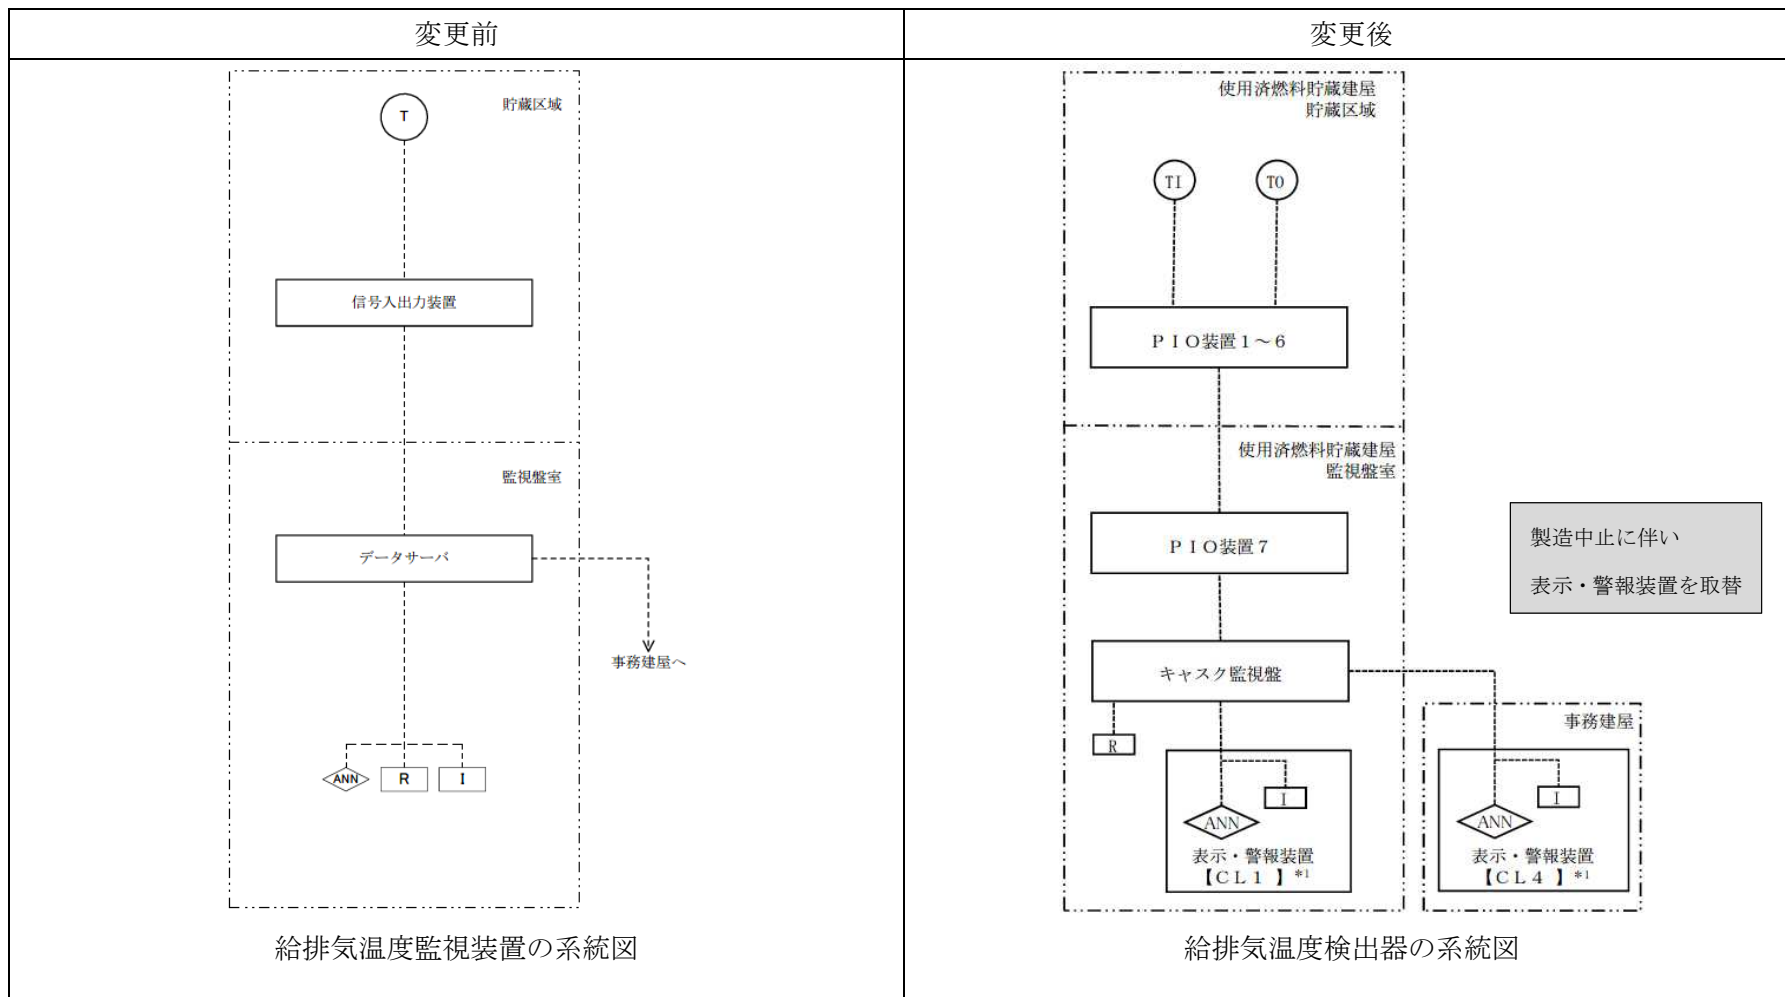 変更前
変更後
貯蔵区域
T
信号入出力装置
監視盤室
データサーバ
事務建屋へ
ANN
R
I
給排気温度監視装置の系統図
使用済燃料貯蔵建屋
貯蔵区域
TI
TO
PIO装置1~6
使用済燃料貯蔵建屋
監視盤室
PIO装置7
キャスク監視盤
R
I
ANN
表示・警報装置
【CL1】*1
事務建屋
I
ANN
表示・警報装置
【CL4】*1
製造中止に伴い
表示・警報装置を取替
給排気温度検出器の系統図